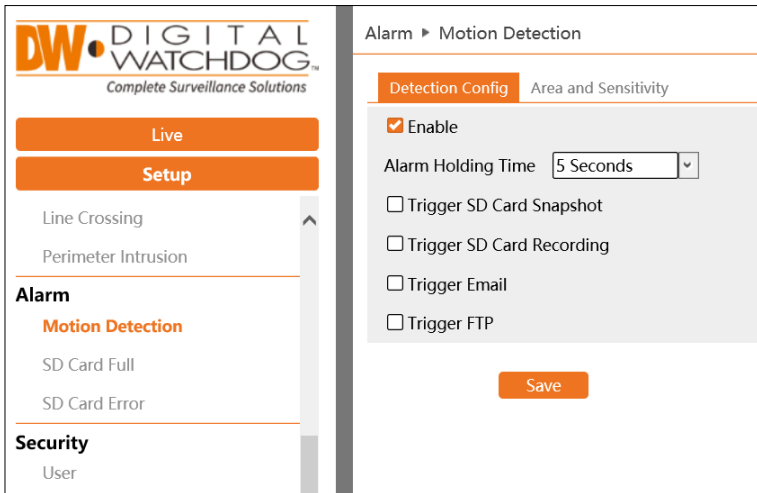 DW DIGITAL
WATCHDOG™
Complete Surveillance Solutions
Live
Setup
Line Crossing
Perimeter Intrusion
Alarm
Motion Detection
SD Card Full
SD Card Error
Security
User
Alarm ▶ Motion Detection
Detection Config Area and Sensitivity
Enable
Alarm Holding Time 5 Seconds
Trigger SD Card Snapshot
Trigger SD Card Recording
Trigger Email
Trigger FTP
Save